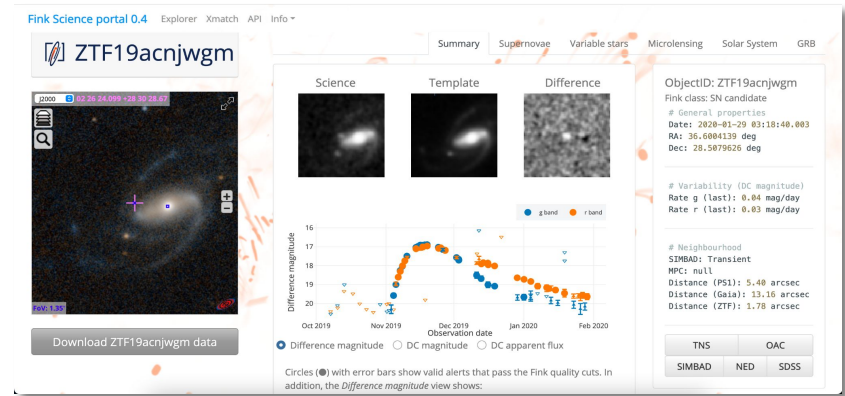 Fink Science portal 0.4 Explorer Xmatch API Info
ZTF19acnjwgm
J2000 02 26 24.099 +28 30 28.67
FoV: 1.35'
Download ZTF19acnjwgm data
Summary Supernovae Variable stars Microlensing Solar System GRB
Science Template Difference
g band r band
Difference magnitude
16
17
18
19
20
Oct 2019 Nov 2019 Dec 2019 Jan 2020 Feb 2020
Observation date
Difference magnitude DC magnitude DC apparent flux
Circles (●) with error bars show valid alerts that pass the Fink quality cuts. In
addition, the Difference magnitude view shows:
ObjectID: ZTF19acnjwgm
Fink class: SN candidate
# General properties
Date: 2020-01-29 03:18:40.003
RA: 36.6004139 deg
Dec: 28.5079626 deg
# Variability (DC magnitude)
Rate g (last): 0.04 mag/day
Rate r (last): 0.03 mag/day
# Neighbourhood
SIMBAD: Transient
MPC: null
Distance (PS1): 5.40 arcsec
Distance (Gaia): 13.16 arcsec
Distance (ZTF): 1.78 arcsec
TNS OAC
SIMBAD NED SDSS